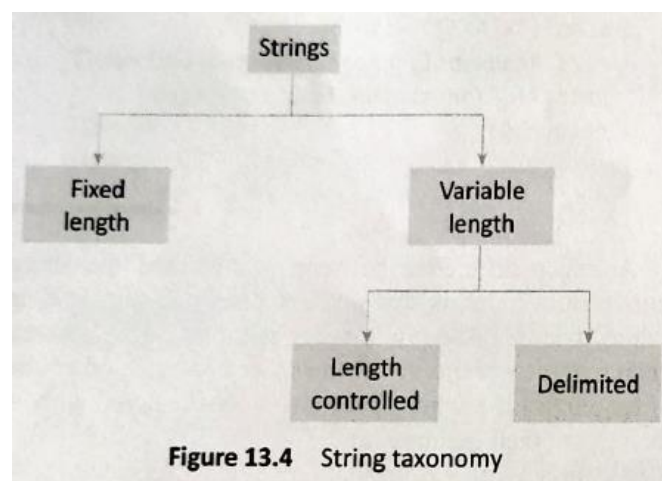 Strings
Fixed
length
Variable
length
Length
controlled
Delimited
Figure 13.4 String taxonomy